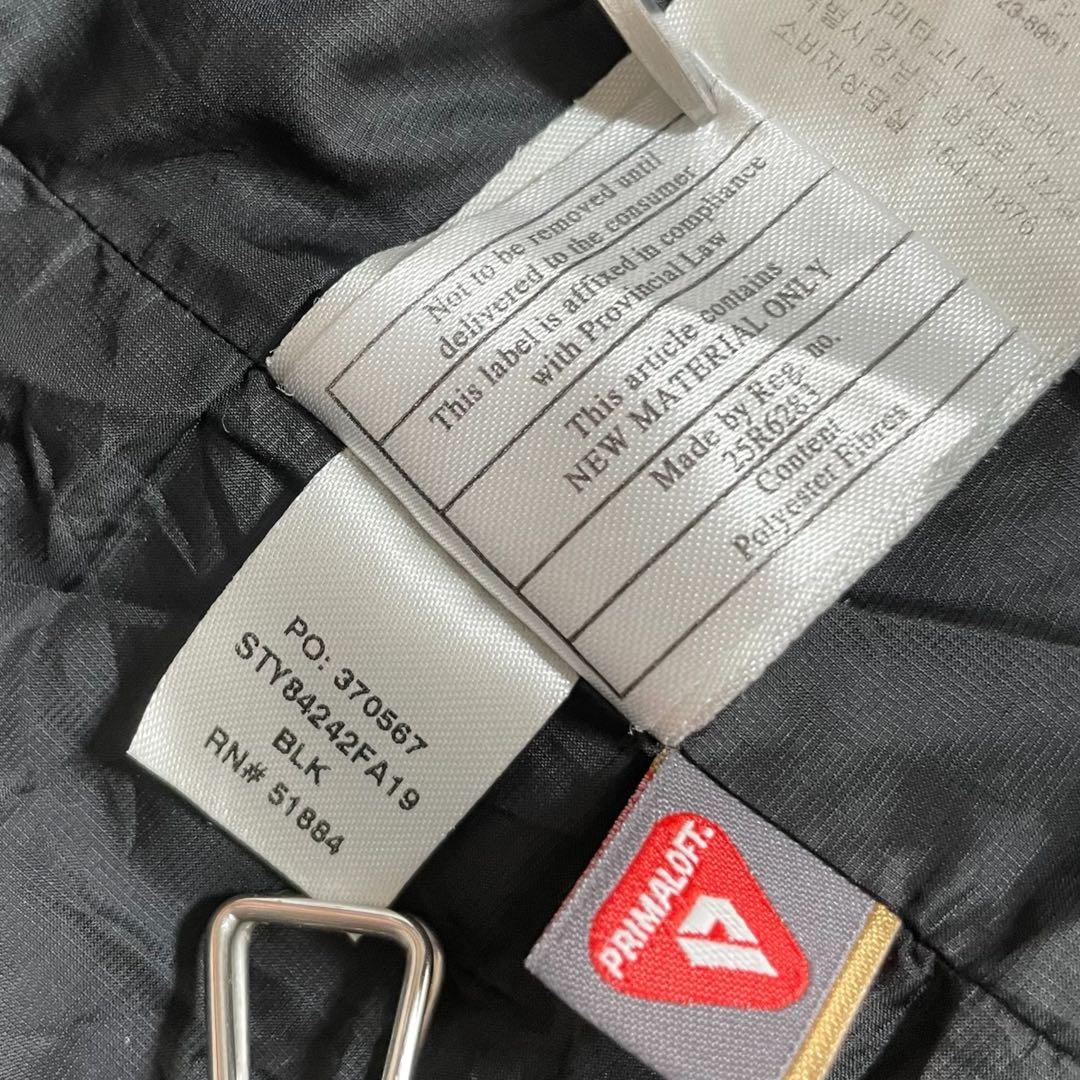 Not to be removed until
delivered to the consumer
This label is affixed in compliance
with Provincial Law
This article contains
NEW MATERIAL ONLY
Made by Reg. no.
25R6283
Content
Polyester Fibres
PO: 370567
STY84242FA19
BLK
RN# 51884
PRIMALOFT